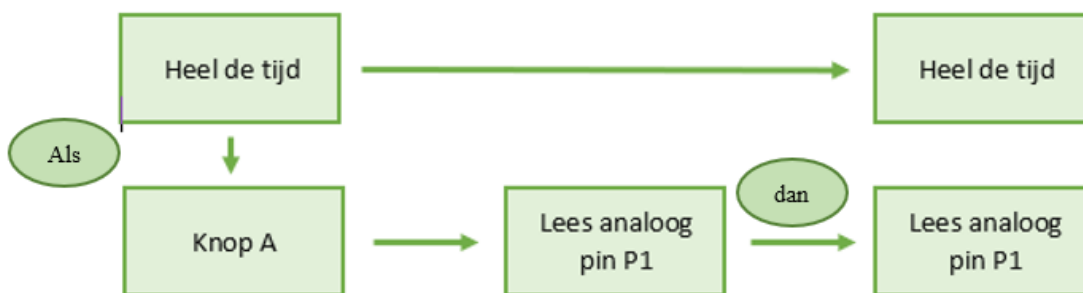 Heel de tijd
Heel de tijd
Als
Knop A
Lees analoog
pin P1
dan
Lees analoog
pin P1